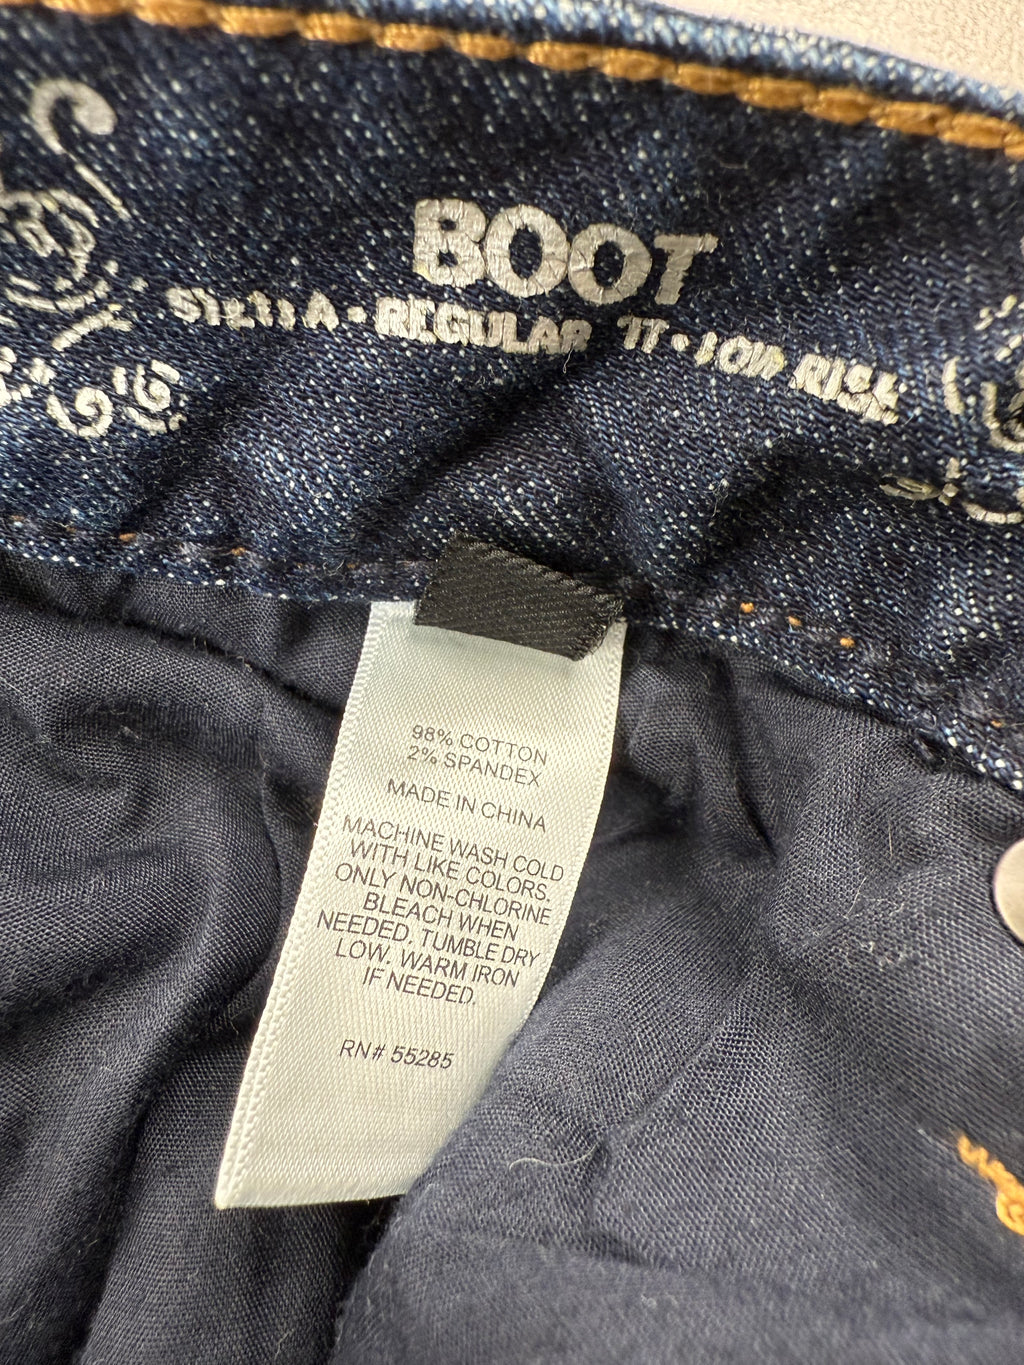 BOOT
REGULAR
RISE
98% COTTON
2% SPANDEX
MADE IN CHINA
MACHINE WASH COLD
WITH LIKE COLORS,
ONLY NON-CHLORINE
BLEACH WHEN
NEEDED, TUMBLE DRY
LOW. WARM IRON
IF NEEDED.
RN# 55285